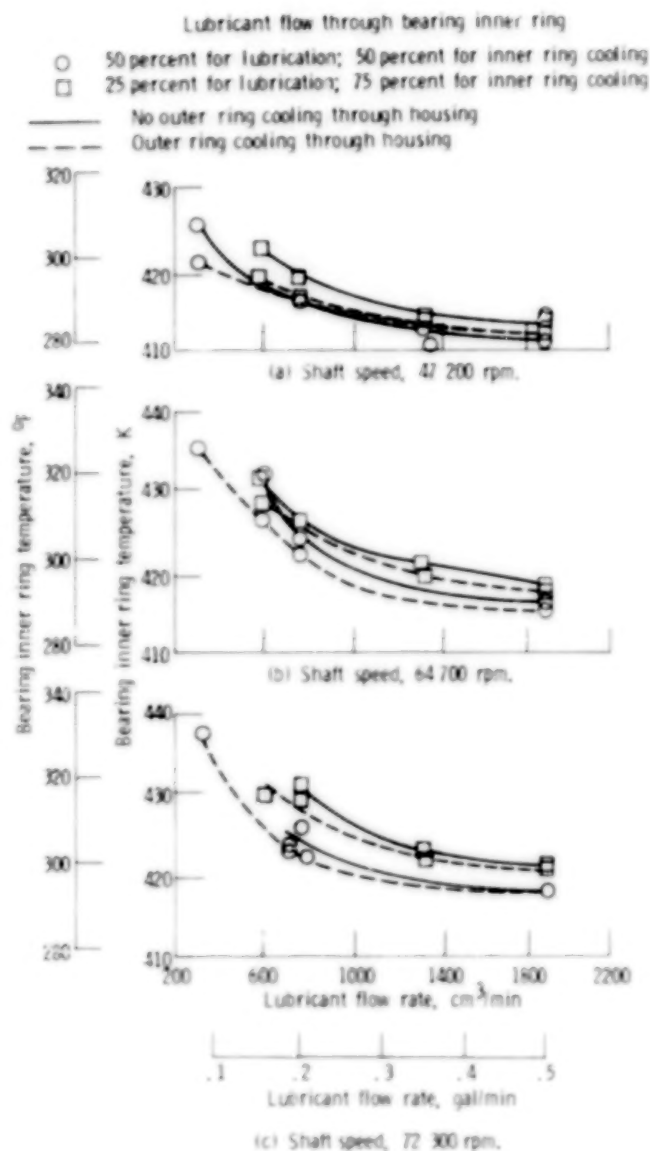 Lubricant flow through bearing inner ring
50 percent for lubrication; 50 percent for inner ring cooling
25 percent for lubrication; 75 percent for inner ring cooling
No outer ring cooling through housing
Outer ring cooling through housing
320
300
280
430
420
410
(a) Shaft speed, 47 200 rpm.
340
320
300
280
440
430
420
410
(b) Shaft speed, 64 700 rpm.
340
320
300
280
440
430
420
410
Bearing inner ring temperature, °F
Bearing inner ring temperature, K
200 600 1000 1400 1800 2200
Lubricant flow rate, cm³/min
.1 .2 .3 .4 .5
Lubricant flow rate, gal/min
(c) Shaft speed, 72 300 rpm.